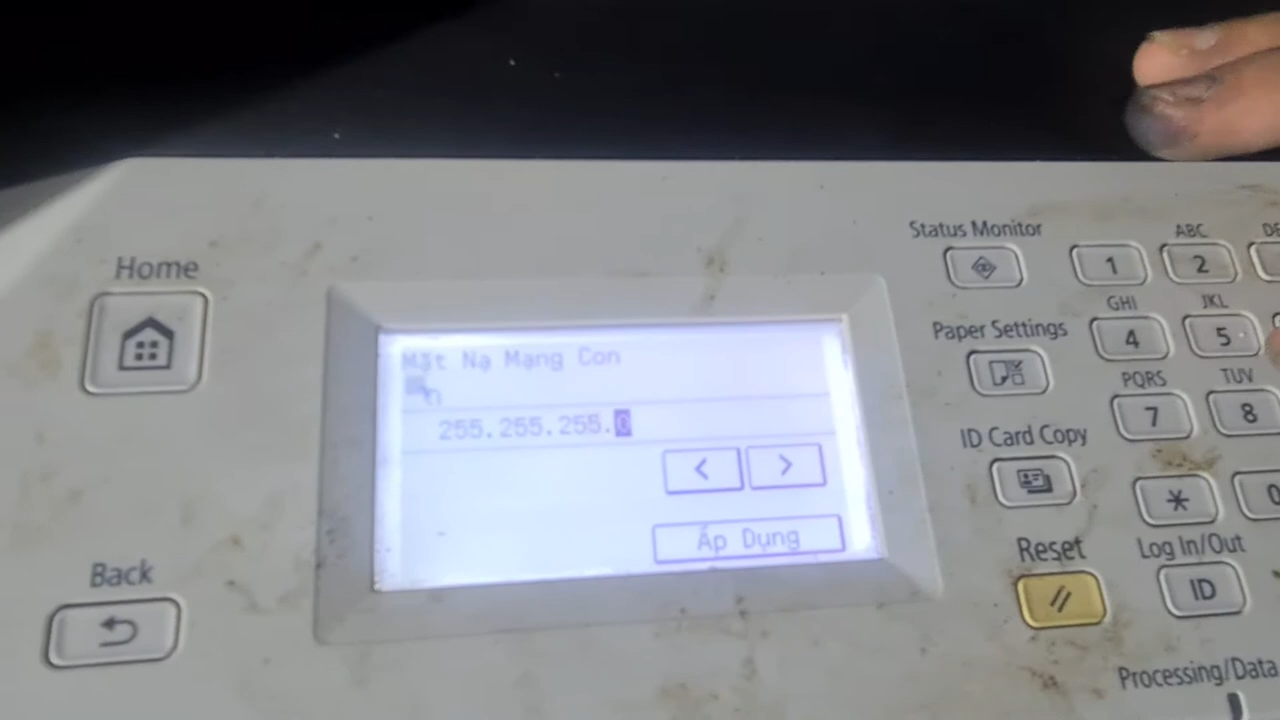 Home
Back
Mặt Nạ Mạng Con
n
255.255.255.0
<
>
Áp Dụng
Status Monitor
Paper Settings
ID Card Copy
Reset
1
ABC
2
GHI
4
JKL
5
PQRS
7
TUV
8
*
0
Log In/Out
ID
Processing/Data